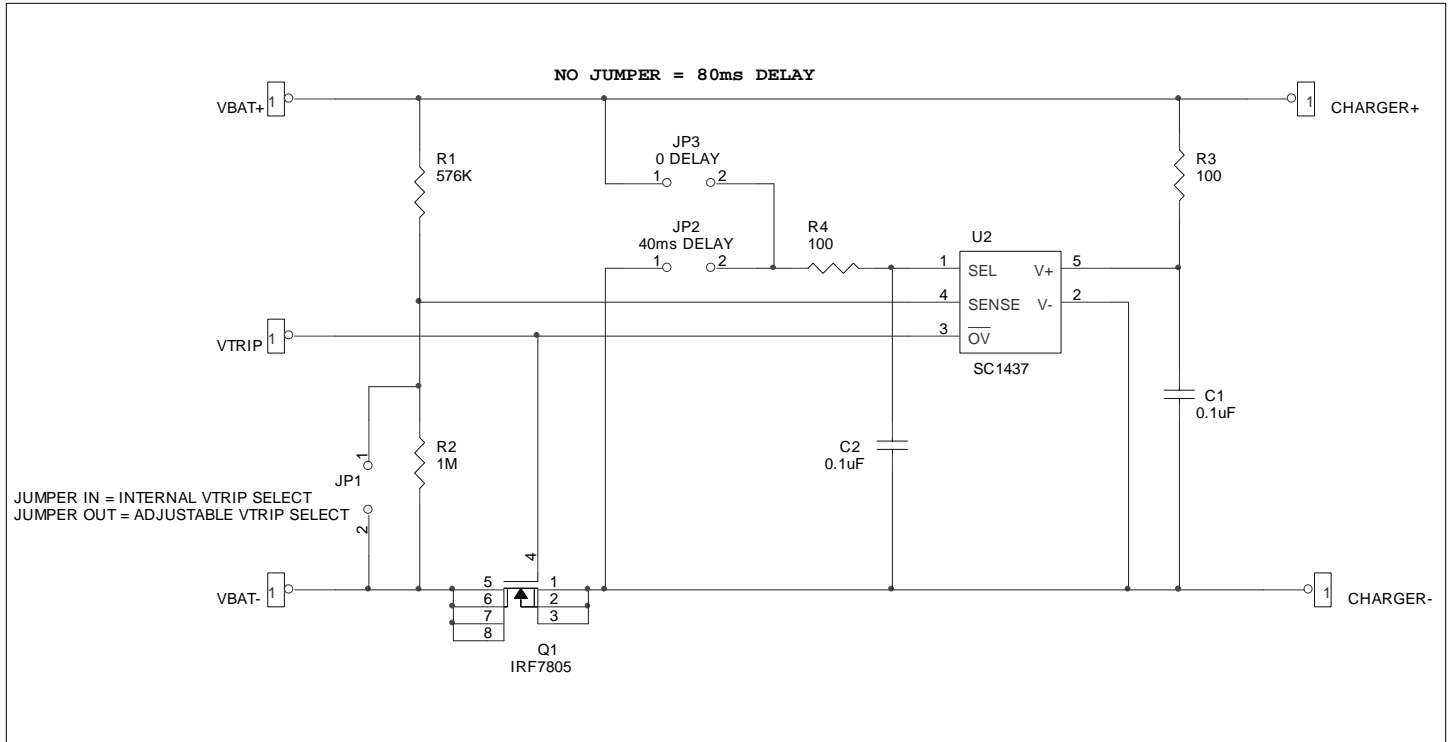 NO JUMPER = 80ms DELAY
VBAT+
1
1
CHARGER+
JP3
0 DELAY
1
2
R1
576K
R3
100
JP2
40ms DELAY
1
2
R4
100
U2
1
SEL
V+
5
4
SENSE
V-
2
3
OV
SC1437
VTRIP
1
C1
0.1uF
R2
1M
C2
0.1uF
1
JP1
2
JUMPER IN = INTERNAL VTRIP SELECT
JUMPER OUT = ADJUSTABLE VTRIP SELECT
4
VBAT-
1
5
1
6
2
7
3
8
1
CHARGER-
Q1
IRF7805